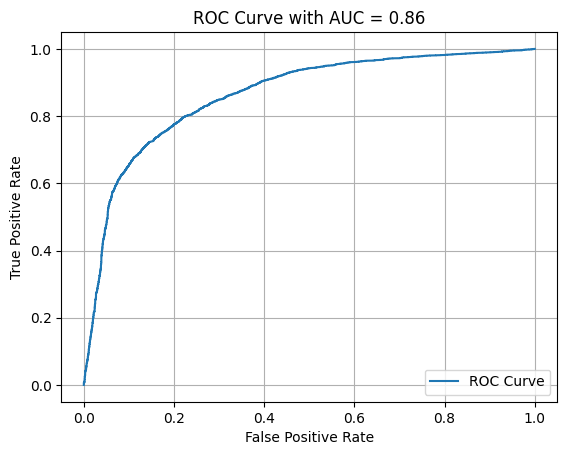 ROC Curve with AUC = 0.86
1.0
0.8
0.6
0.4
0.2
0.0
True Positive Rate
ROC Curve
0.0 0.2 0.4 0.6 0.8 1.0
False Positive Rate